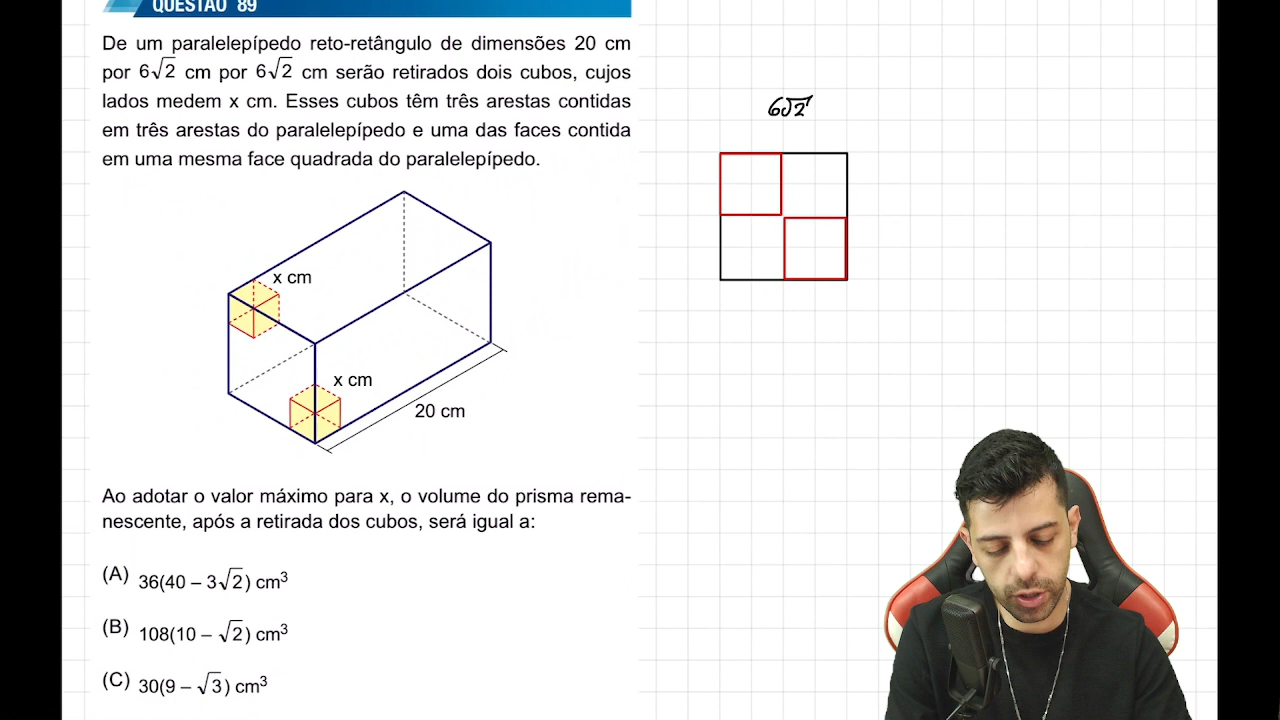 QUESTÃO 89
De um paralelepípedo reto-retângulo de dimensões 20 cm
por 6√2 cm por 6√2 cm serão retirados dois cubos, cujos
lados medem x cm. Esses cubos têm três arestas contidas
em três arestas do paralelepípedo e uma das faces contida
em uma mesma face quadrada do paralelepípedo.
6√2
x cm
x cm
20 cm
Ao adotar o valor máximo para x, o volume do prisma rema-
nescente, após a retirada dos cubos, será igual a:
(A) 36(40 – 3√2) cm³
(B) 108(10 – √2) cm³
(C) 30(9 – √3) cm³